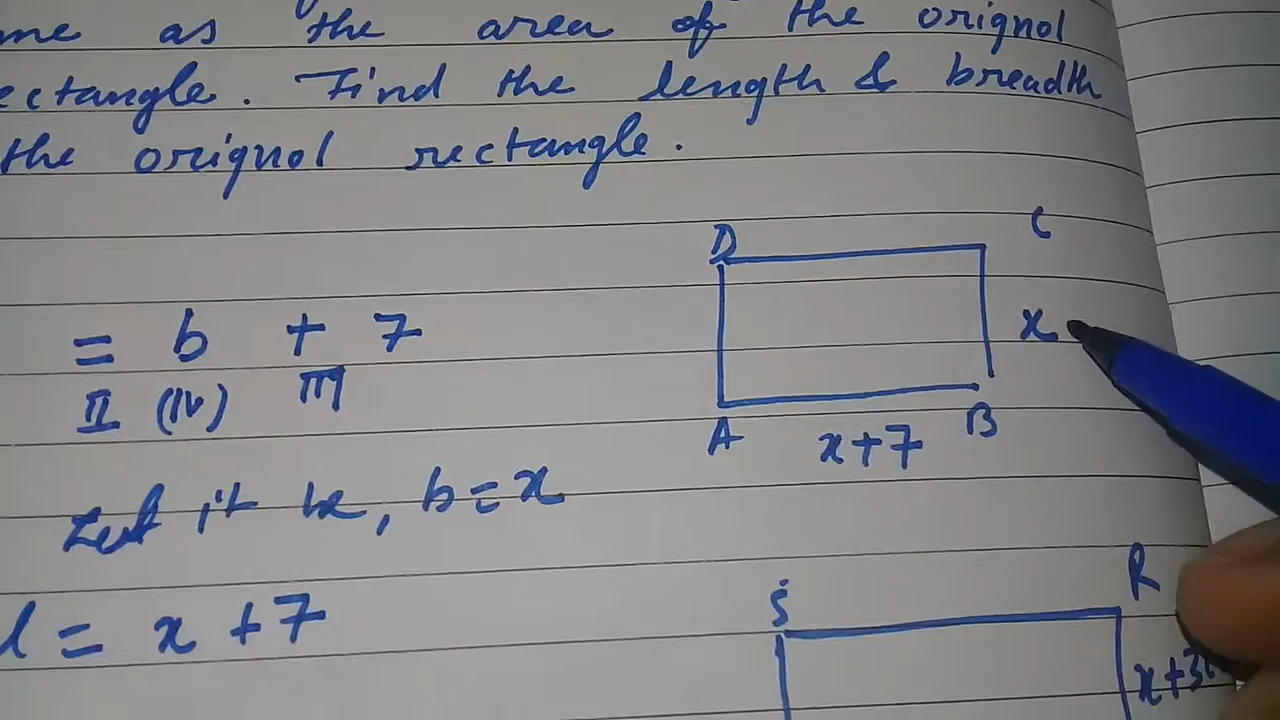 me as the area of the orignol
ectangle. Find the length & breadth
the orignol rectangle.
D C
= b + 7
x
II (IV) III
A x+7 B
Let it be, b=x
R
S
l = x +7
x+3